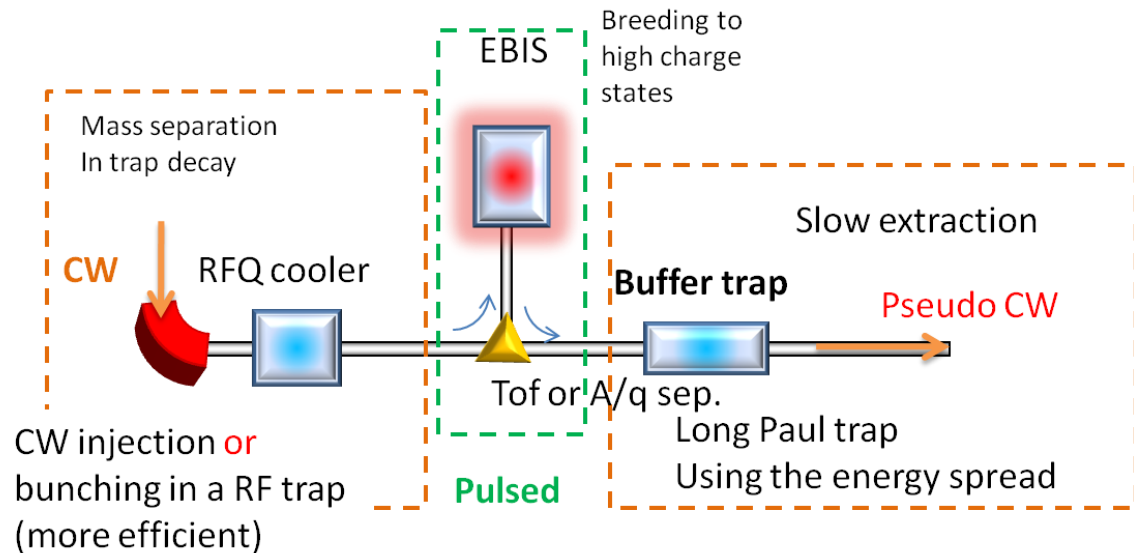 EBIS
Breeding to
high charge
states
Mass separation
In trap decay
CW
RFQ cooler
Slow extraction
Buffer trap
Pseudo CW
Tof or A/q sep.
CW injection or
bunching in a RF trap
(more efficient)
Pulsed
Long Paul trap
Using the energy spread